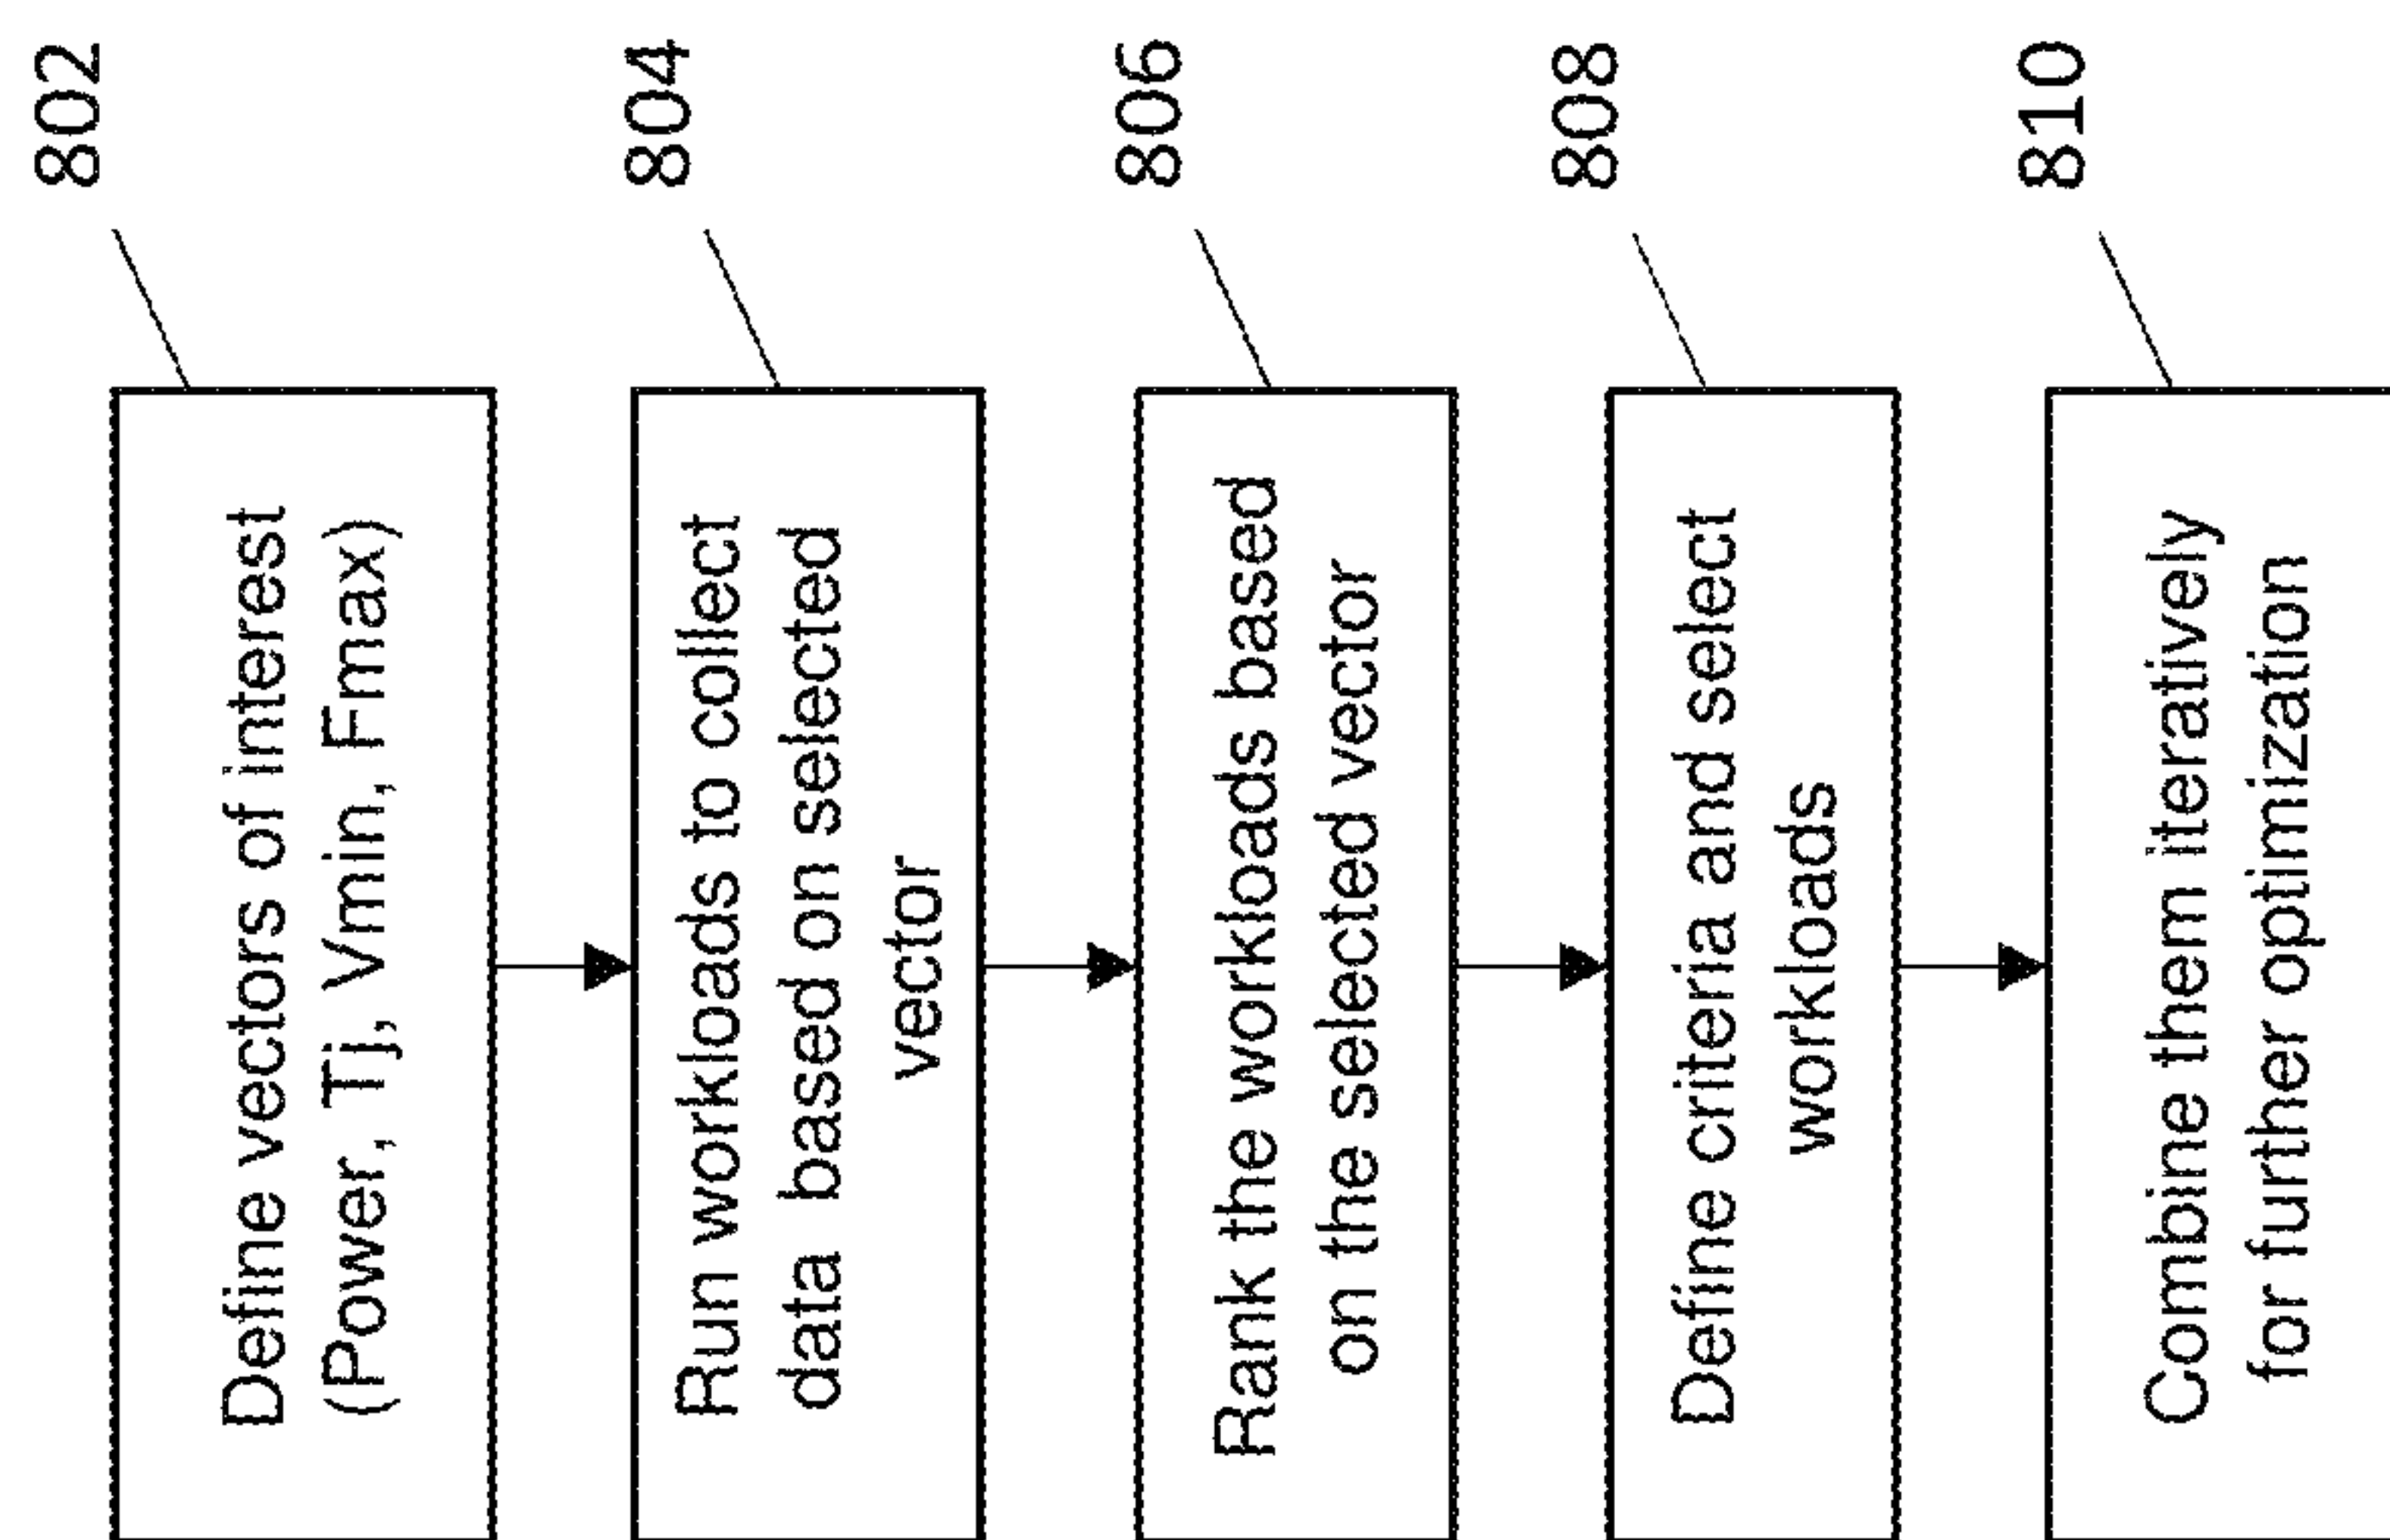 802
Define vectors of interest
(Power, Tj, Vmin, Fmax)
804
Run workloads to collect
data based on selected
vector
806
Rank the workloads based
on the selected vector
808
Define criteria and select
workloads
810
Combine them iteratively
for further optimization